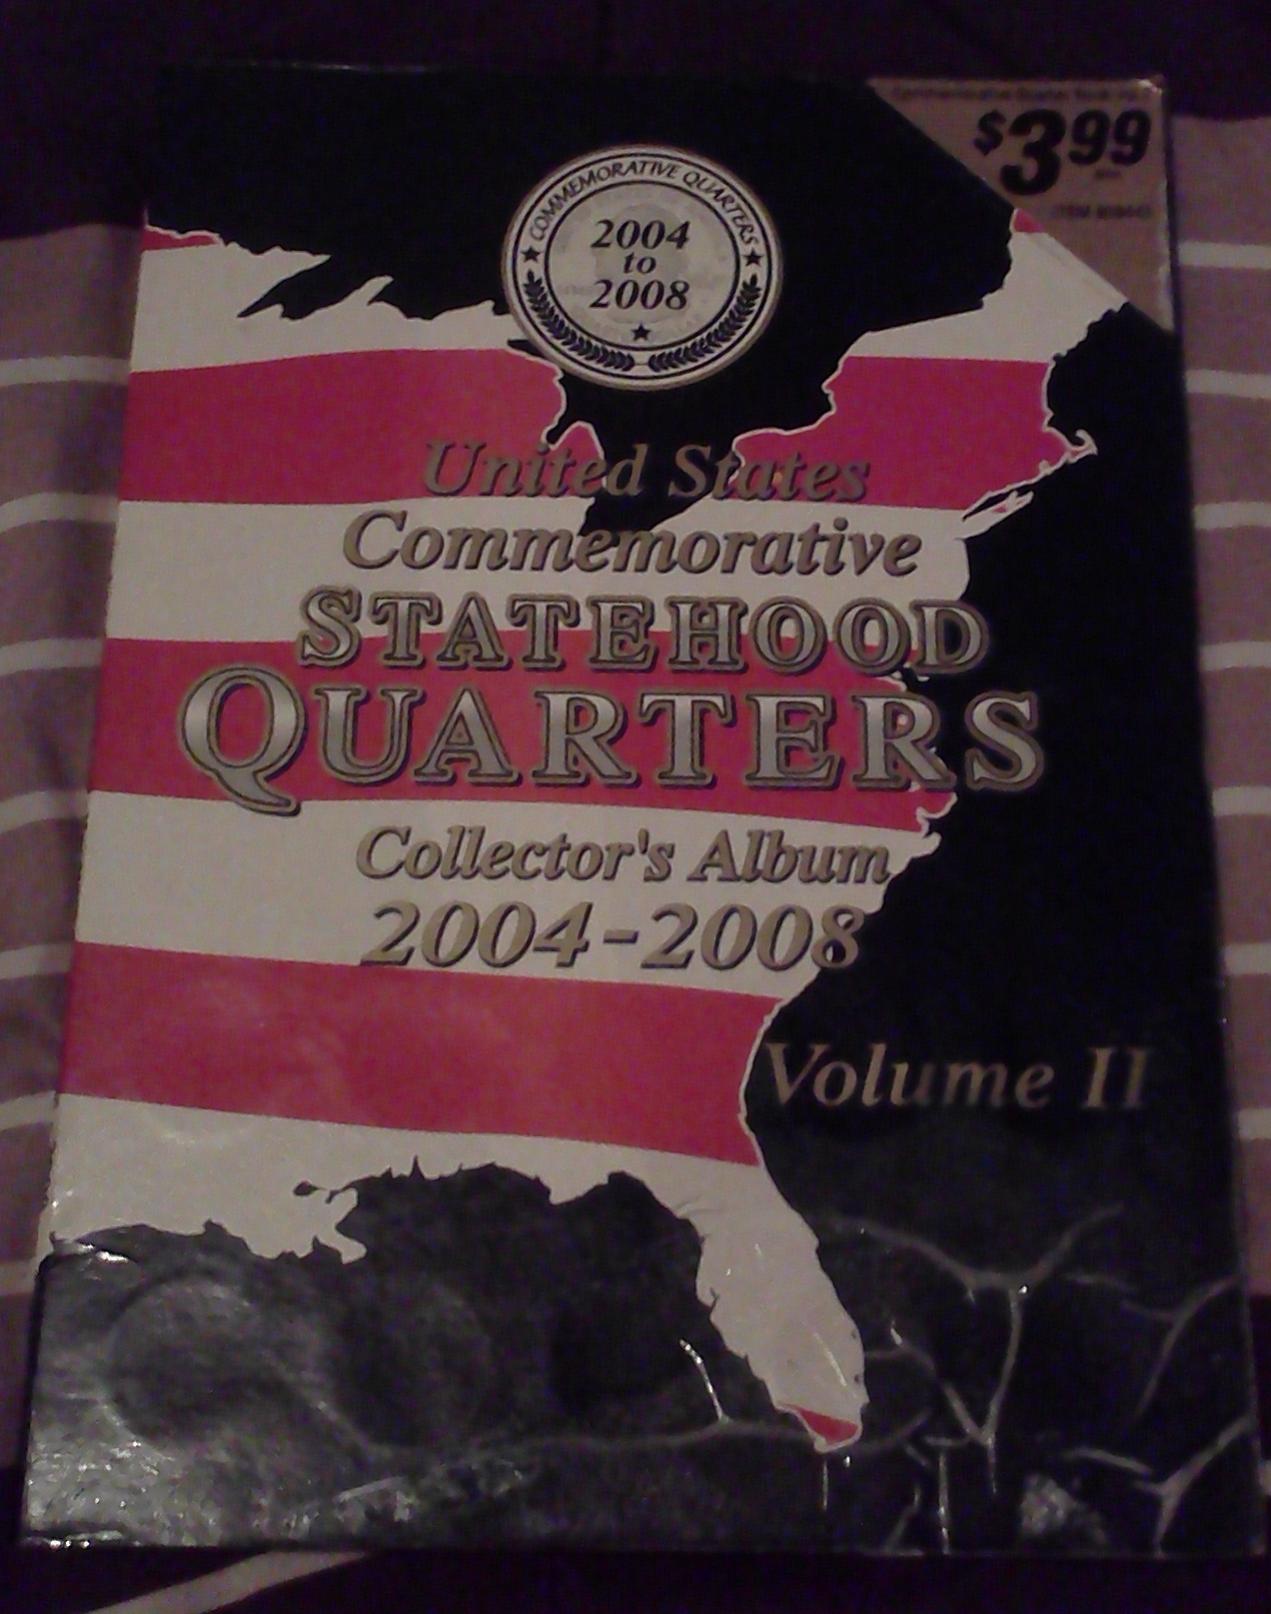 $3.99
COMMEMORATIVE QUARTERS
2004
to
2008
United States
Commemorative
STATEHOOD
QUARTERS
Collector's Album
2004-2008
Volume II